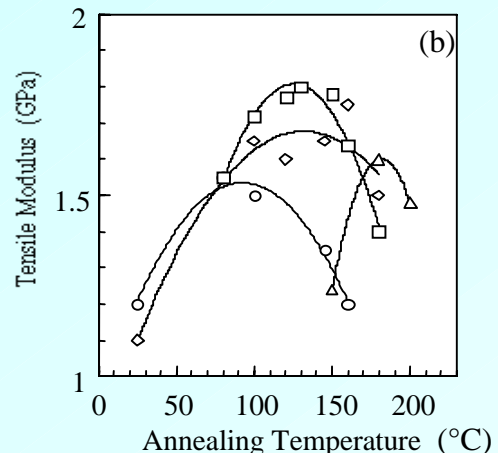 2
(b)
Tensile Modulus (GPa)
1.5
1
0 50 100 150 200
Annealing Temperature (°C)